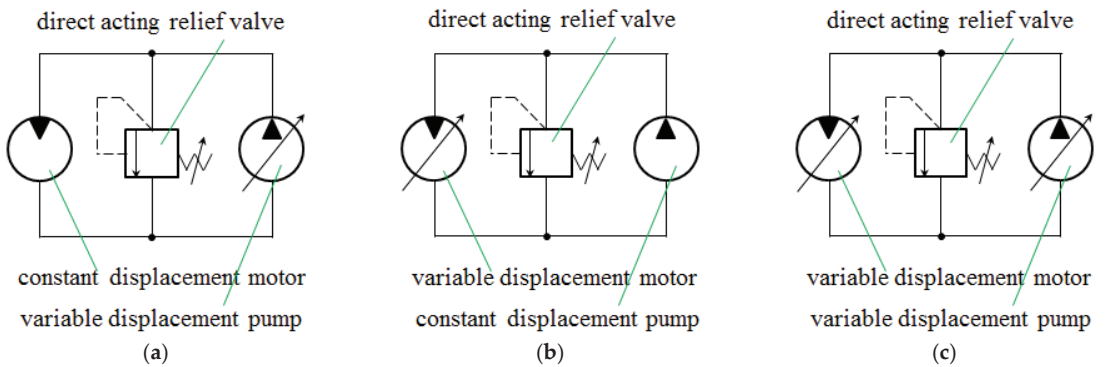 direct acting relief valve
constant displacement motor
variable displacement pump
(a)
direct acting relief valve
variable displacement motor
constant displacement pump
(b)
direct acting relief valve
variable displacement motor
variable displacement pump
(c)